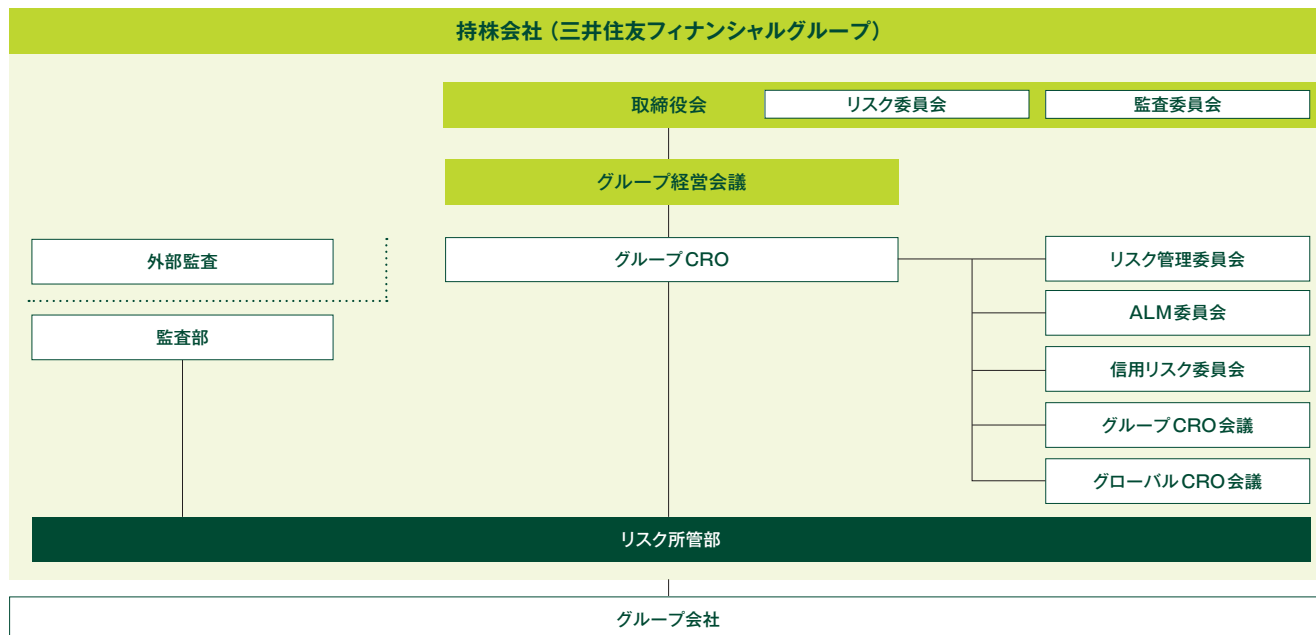 持株会社（三井住友フィナンシャルグループ）
取締役会
リスク委員会
監査委員会
グループ経営会議
外部監査
グループCRO
リスク管理委員会
ALM委員会
監査部
信用リスク委員会
グループCRO会議
グローバルCRO会議
リスク所管部
グループ会社